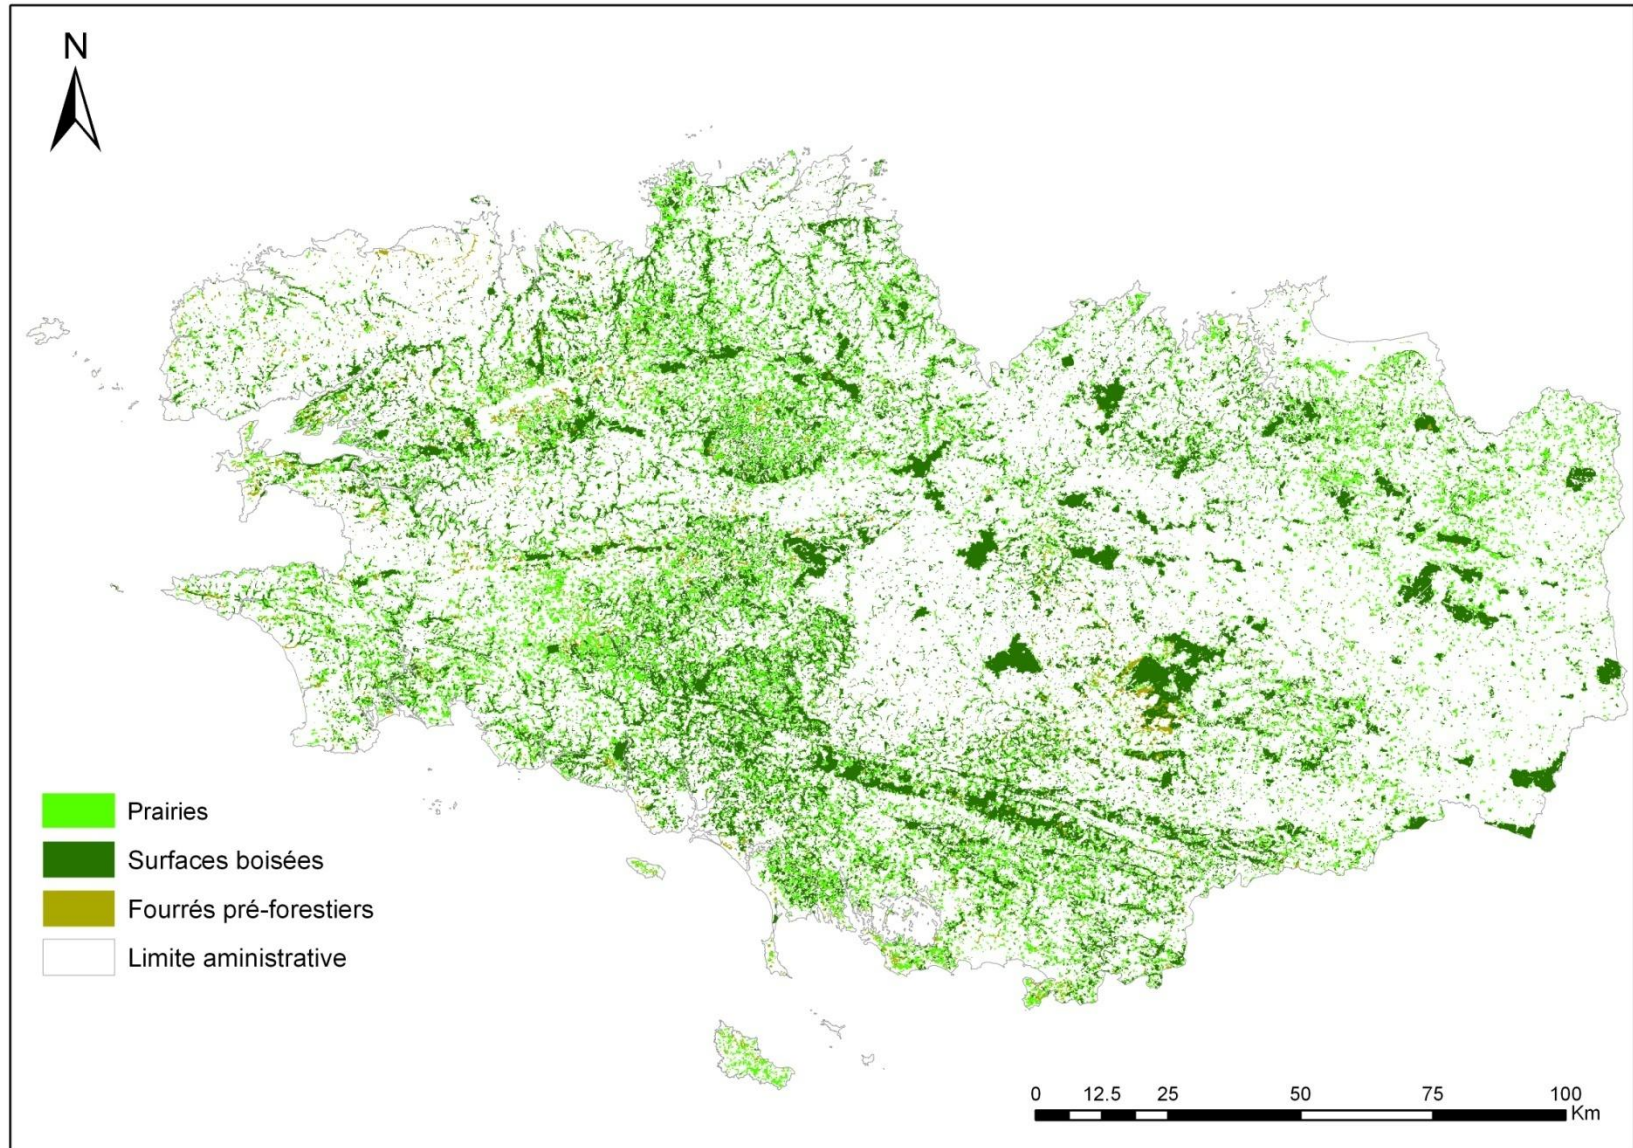 N
Prairies
Surfaces boisées
Fourrés pré-forestiers
Limite aministrative
0 12.5 25 50 75 100
Km